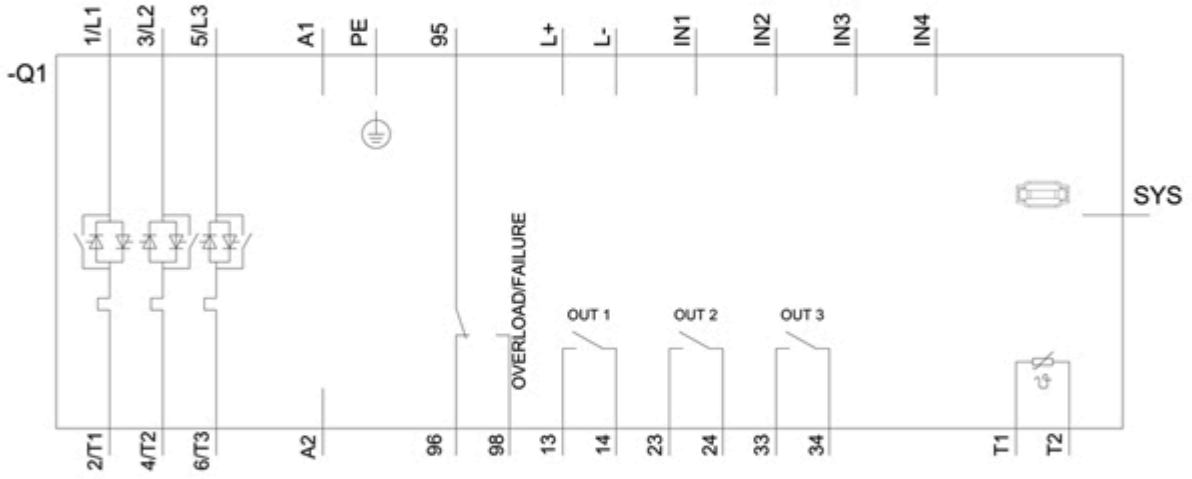 1/L1 3/L2 5/L3 A1 PE 95 L+ L- IN1 IN2 IN3 IN4
-Q1
SYS
OVERLOAD/FAILURE
OUT 1 OUT 2 OUT 3
ϑ
2/T1 4/T2 6/T3 A2 96 98 13 14 23 24 33 34 T1 T2